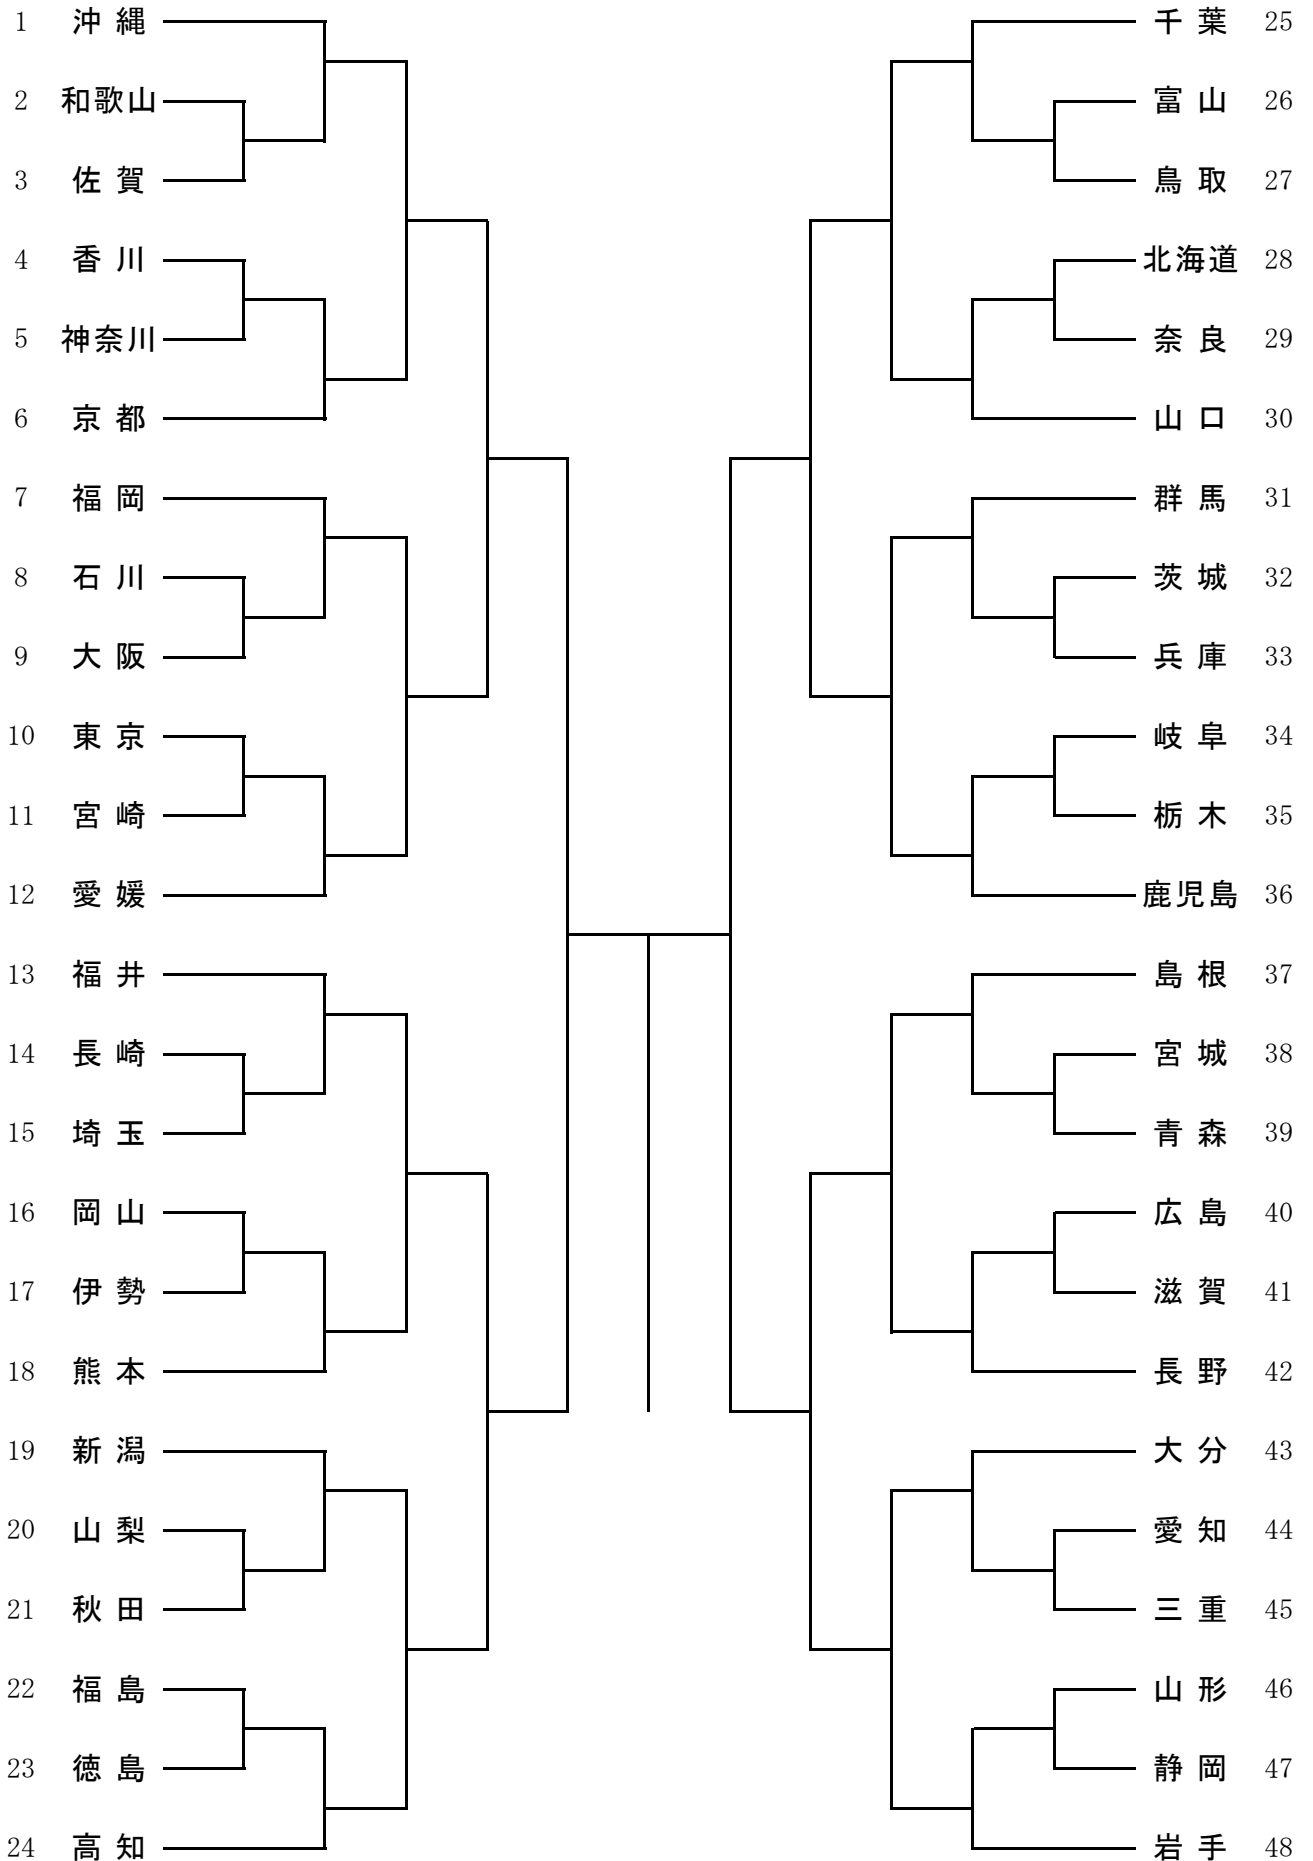 1 沖縄
2 和歌山
3 佐賀
4 香川
5 神奈川
6 京都
7 福岡
8 石川
9 大阪
10 東京
11 宮崎
12 愛媛
13 福井
14 長崎
15 埼玉
16 岡山
17 伊勢
18 熊本
19 新潟
20 山梨
21 秋田
22 福島
23 徳島
24 高知
千葉 25
富山 26
鳥取 27
北海道 28
奈良 29
山口 30
群馬 31
茨城 32
兵庫 33
岐阜 34
栃木 35
鹿児島 36
島根 37
宮城 38
青森 39
広島 40
滋賀 41
長野 42
大分 43
愛知 44
三重 45
山形 46
静岡 47
岩手 48